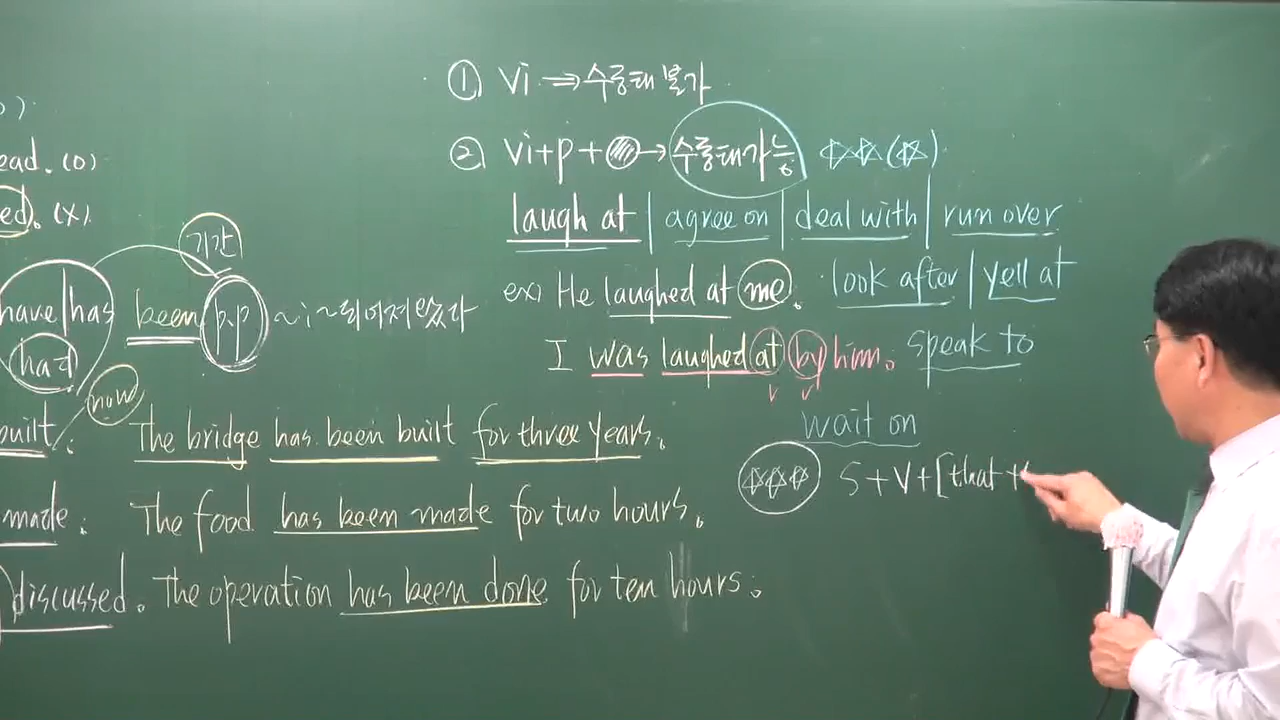 ① Vi ⇒ 수동태 불가
② Vi+p+ → 수동태가능 ☆☆(☆)
laugh at | agree on | deal with | run over
ex) He laughed at me. look after | yell at
I was laughed at by him. speak to
wait on
☆☆☆ S+V+[that +
ead. (O)
ed. (X)
기간
have|has been p.p ~i~되어져 왔다
had
now
built. The bridge has been built for three years.
made. The food has been made for two hours.
discussed. The operation has been done for ten hours.